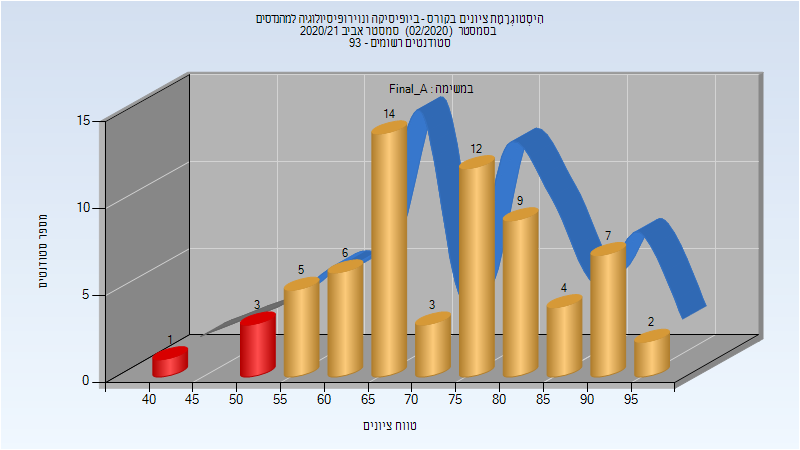 היסטוגרמת ציונים בקורס - ביופיסיקה ונוירופיסיולוגיה למהנדסים
בסמסטר (02/2020) סמסטר אביב 2020/21
סטודנטים רשומים - 93
במשימה : Final_A
מספר סטודנטים
15
10
5
0
1
3
5
6
14
3
12
9
4
7
2
40 45 50 55 60 65 70 75 80 85 90 95
טווח ציונים